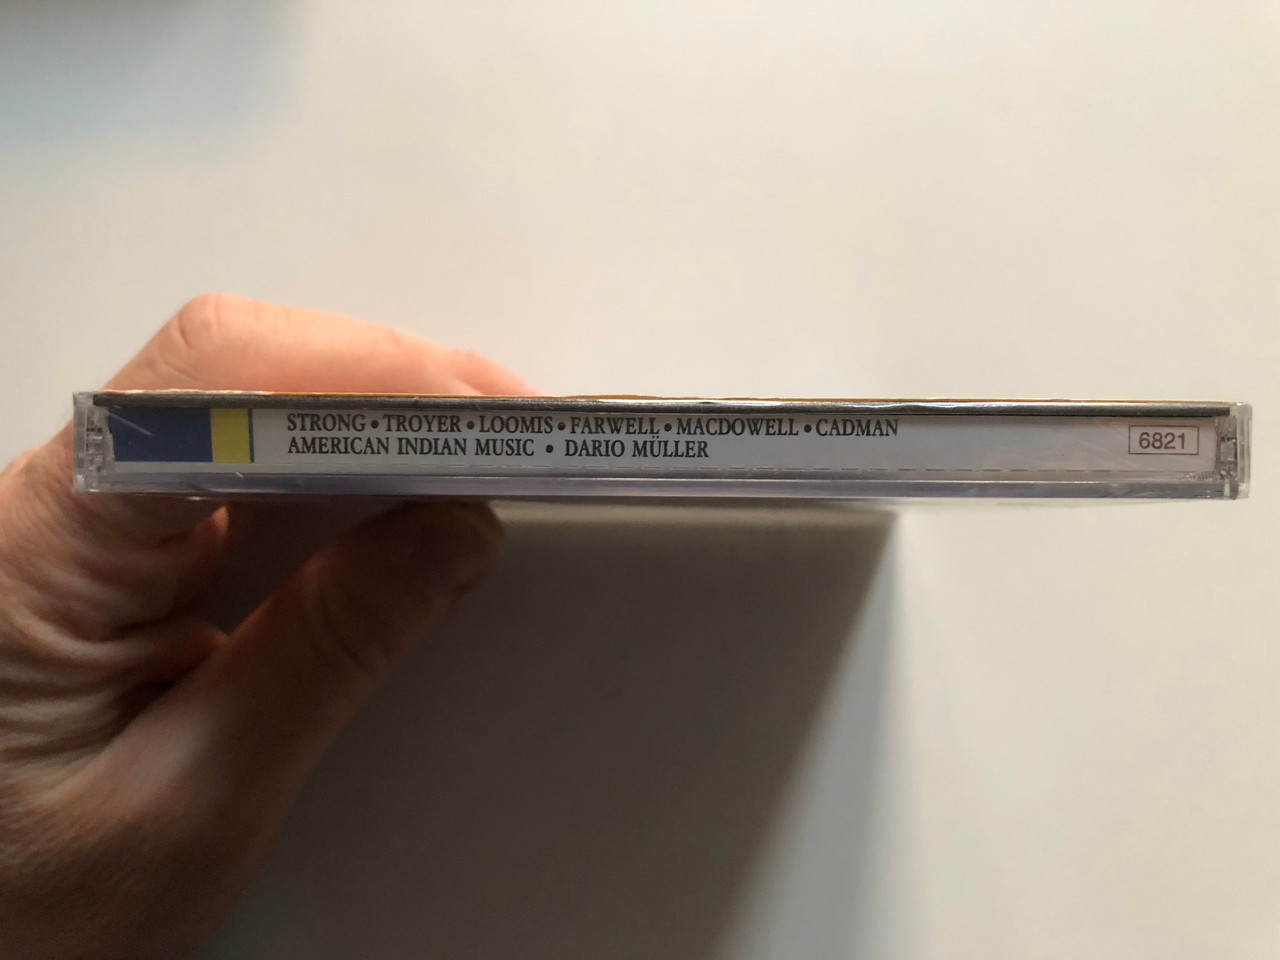 STRONG • TROYER • LOOMIS • FARWELL • MACDOWELL • CADMAN
AMERICAN INDIAN MUSIC • DARIO MÜLLER
6821